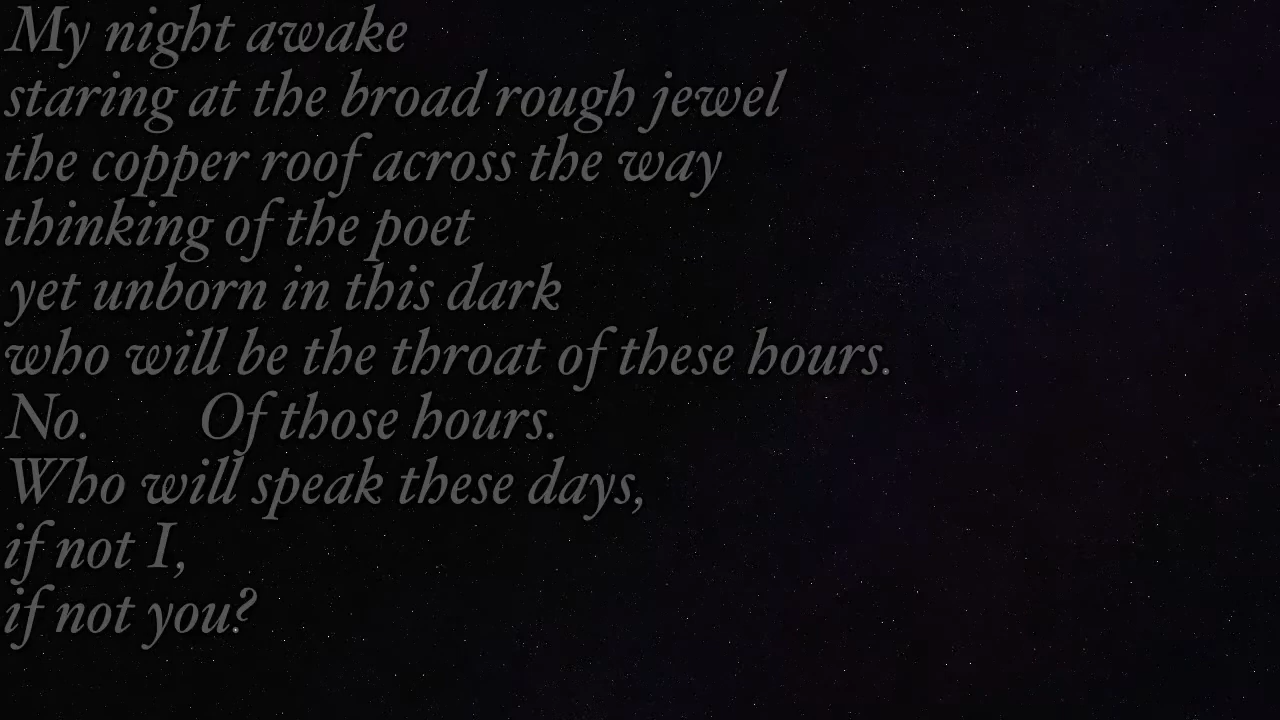 My night awake
staring at the broad rough jewel
the copper roof across the way
thinking of the poet
yet unborn in this dark
who will be the throat of these hours.
No. Of those hours.
Who will speak these days,
if not I,
if not you?